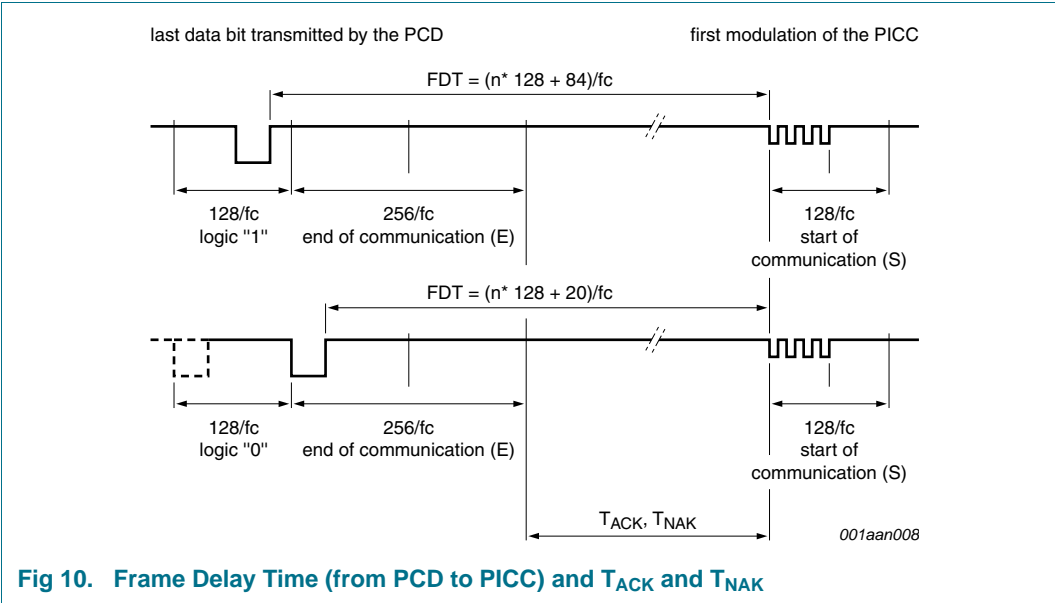 last data bit transmitted by the PCD
first modulation of the PICC
FDT = (n* 128 + 84)/fc
128/fc
logic "1"
256/fc
end of communication (E)
128/fc
start of
communication (S)
FDT = (n* 128 + 20)/fc
128/fc
logic "0"
256/fc
end of communication (E)
128/fc
start of
communication (S)
TACK, TNAK
001aan008
Fig 10. Frame Delay Time (from PCD to PICC) and TACK and TNAK